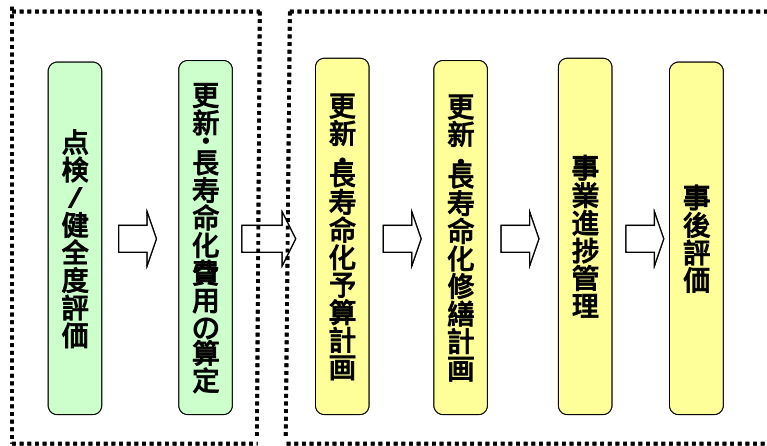 点検/健全度評価
更新・長寿命化費用の算定
更新・長寿命化予算計画
更新・長寿命化修繕計画
事業進捗管理
事後評価